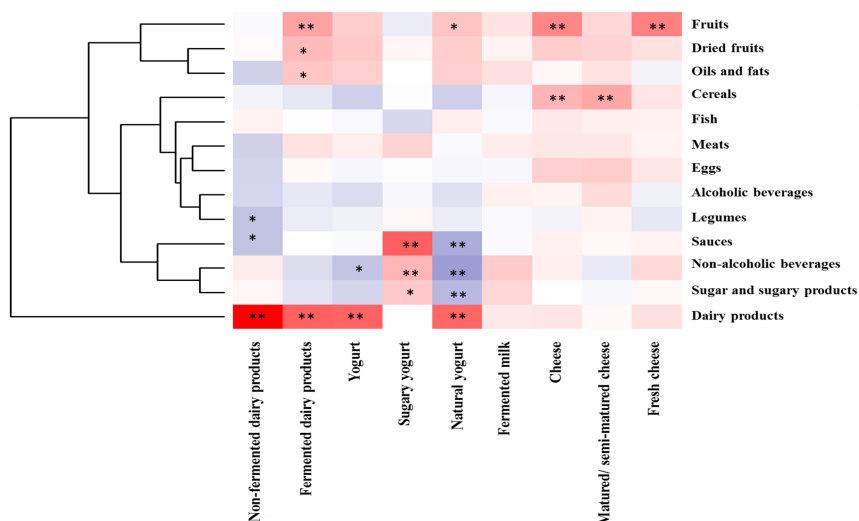 ** * ** ** Fruits
* Dried fruits
* Oils and fats
** ** Cereals
Fish
Meats
Eggs
Alcoholic beverages
* Legumes
* ** ** Sauces
* ** ** Non-alcoholic beverages
* ** Sugar and sugary products
** ** ** ** Dairy products
Non-fermented dairy products
Fermented dairy products
Yogurt
Sugary yogurt
Natural yogurt
Fermented milk
Cheese
Matured/ semi-matured cheese
Fresh cheese